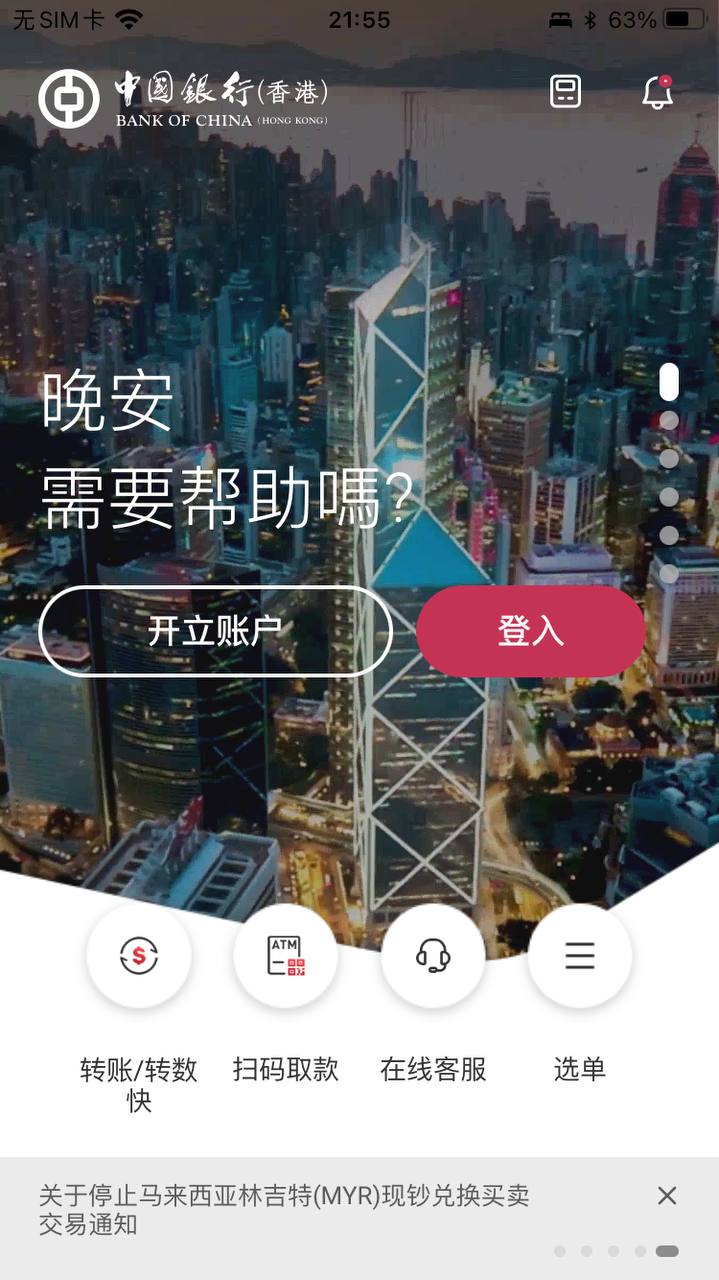 无SIM卡 21:55 63%
中國銀行(香港)
BANK OF CHINA (HONG KONG)
晚安
需要帮助嗎?
开立账户 登入
ATM
转账/转数快 扫码取款 在线客服 选单
关于停止马来西亚林吉特(MYR)现钞兑换买卖
交易通知